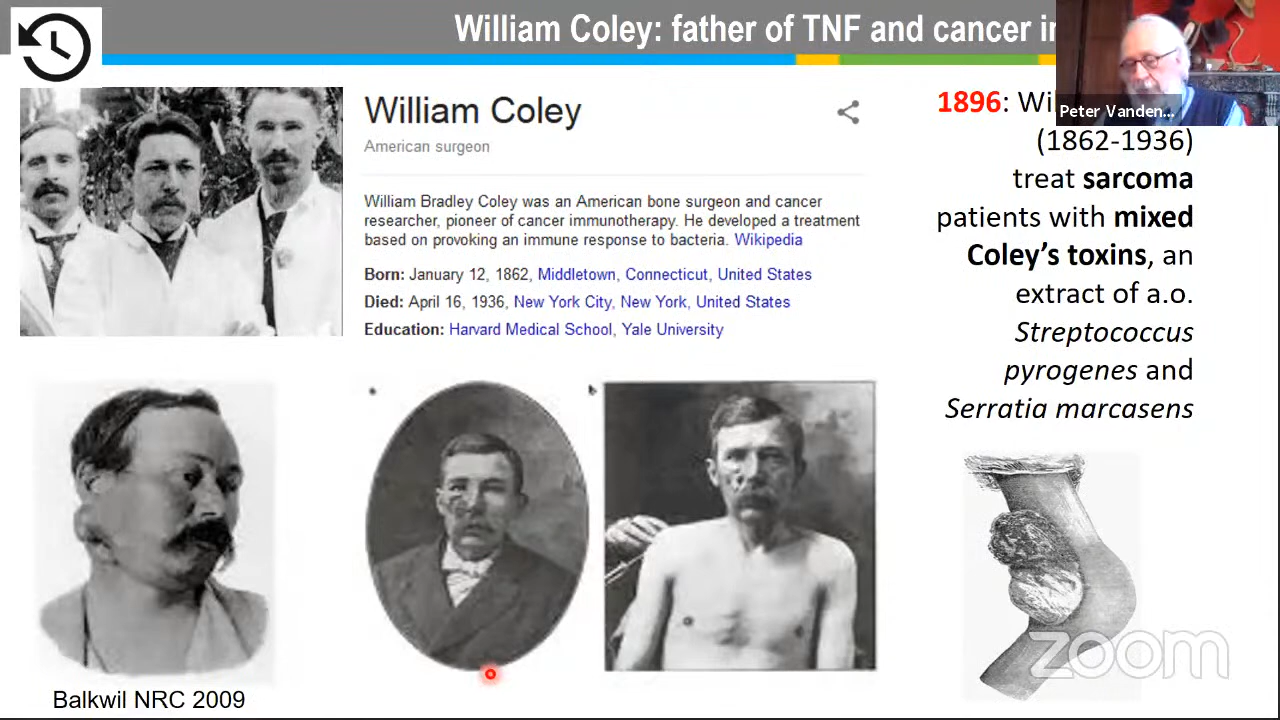 William Coley: father of TNF and cancer in
Peter Vanden...
William Coley
American surgeon
William Bradley Coley was an American bone surgeon and cancer
researcher, pioneer of cancer immunotherapy. He developed a treatment
based on provoking an immune response to bacteria. Wikipedia
Born: January 12, 1862, Middletown, Connecticut, United States
Died: April 16, 1936, New York City, New York, United States
Education: Harvard Medical School, Yale University
1896: Wi
(1862-1936)
treat sarcoma
patients with mixed
Coley’s toxins, an
extract of a.o.
Streptococcus
pyrogenes and
Serratia marcasens
Balkwil NRC 2009
zoom